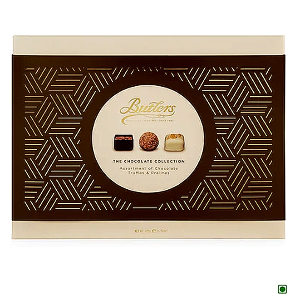 Butlers
THE CHOCOLATE COLLECTION
Assortment of Chocolate
Truffles & Pralines